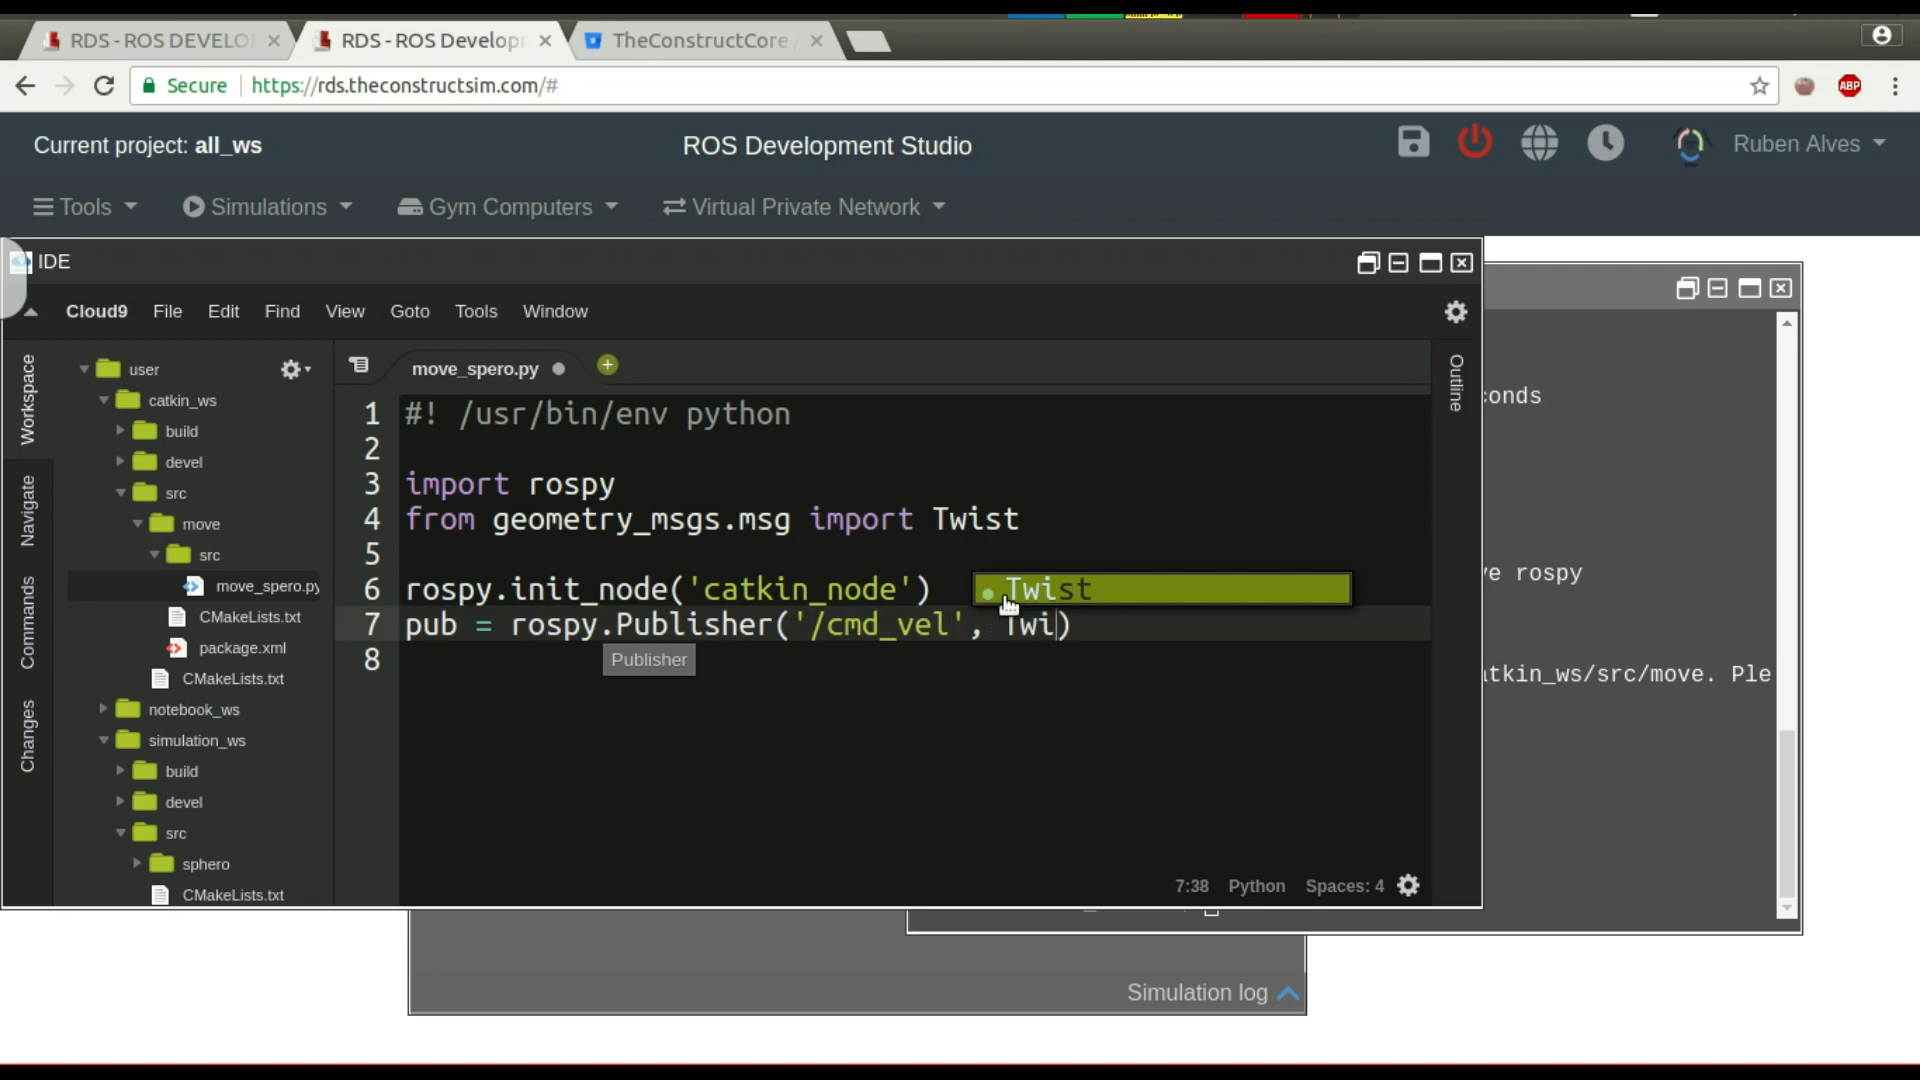 RDS - ROS DEVELO
RDS - ROS Developm
TheConstructCore
Secure
https://rds.theconstructsim.com/#
ABP
Current project: all_ws
ROS Development Studio
Ruben Alves
Tools
Simulations
Gym Computers
Virtual Private Network
IDE
Cloud9
File
Edit
Find
View
Goto
Tools
Window
Workspace
Navigate
Commands
Changes
Outline
user
catkin_ws
build
devel
src
move
src
move_spero.py
CMakeLists.txt
package.xml
CMakeLists.txt
notebook_ws
simulation_ws
build
devel
src
sphero
CMakeLists.txt
move_spero.py
1 #! /usr/bin/env python
2
3 import rospy
4 from geometry_msgs.msg import Twist
5
6 rospy.init_node('catkin_node')
Twist
7 pub = rospy.Publisher('/cmd_vel', Twi)
8
Publisher
7:38
Python
Spaces: 4
conds
ve rospy
atkin_ws/src/move. Ple
Simulation log